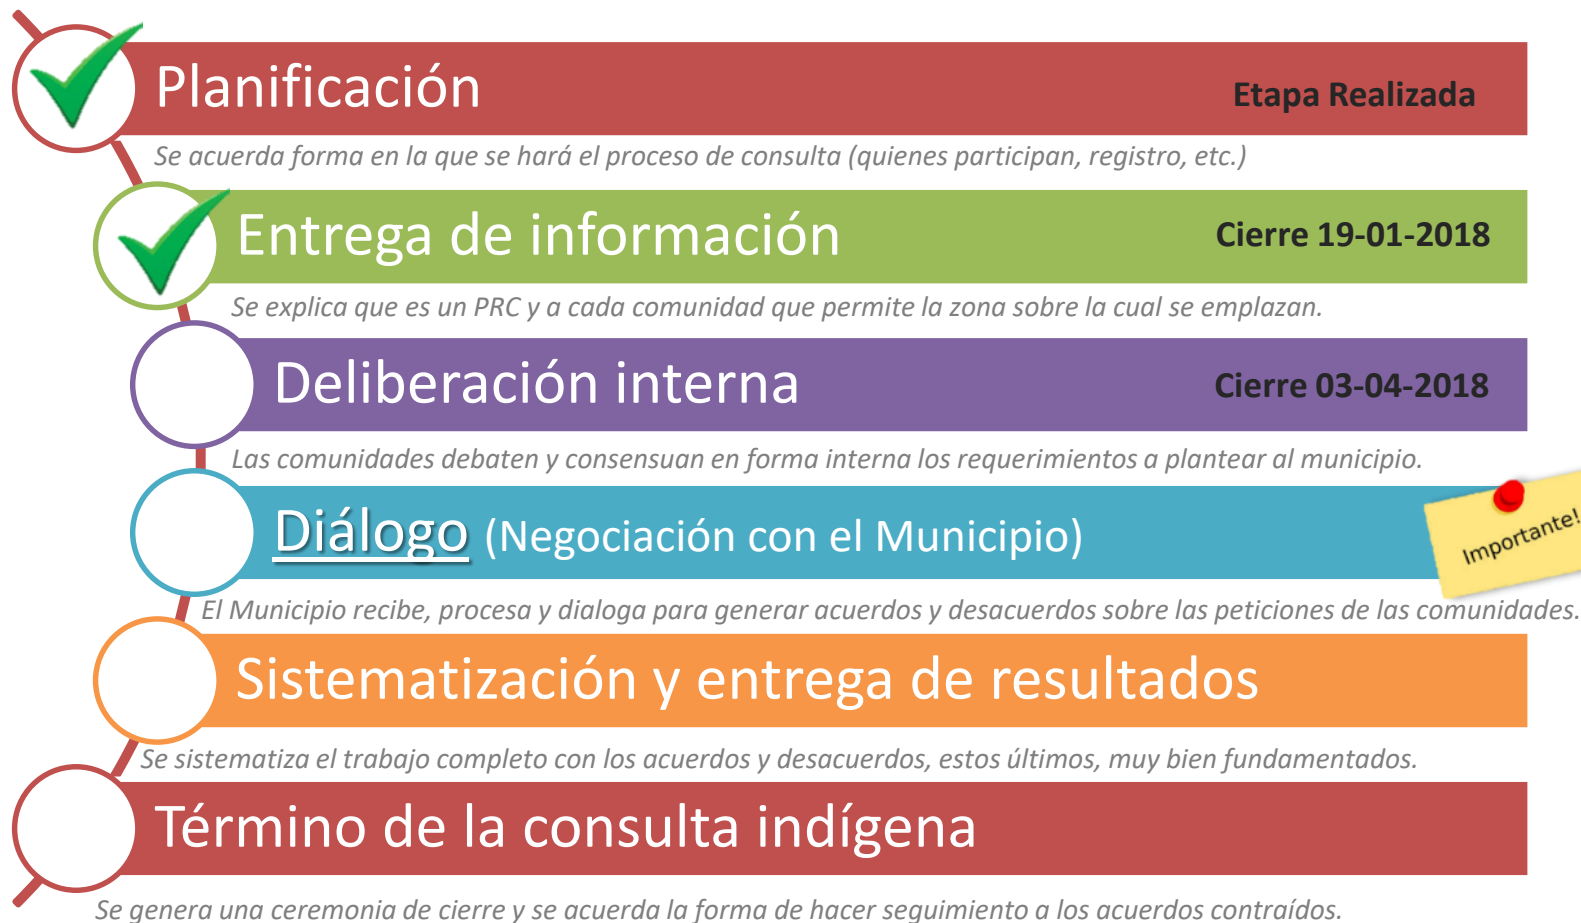 Planificación
Etapa Realizada
Se acuerda forma en la que se hará el proceso de consulta (quienes participan, registro, etc.)
Entrega de información
Cierre 19-01-2018
Se explica que es un PRC y a cada comunidad que permite la zona sobre la cual se emplazan.
Deliberación interna
Cierre 03-04-2018
Las comunidades debaten y consensuan en forma interna los requerimientos a plantear al municipio.
Diálogo (Negociación con el Municipio)
Importante!
El Municipio recibe, procesa y dialoga para generar acuerdos y desacuerdos sobre las peticiones de las comunidades.
Sistematización y entrega de resultados
Se sistematiza el trabajo completo con los acuerdos y desacuerdos, estos últimos, muy bien fundamentados.
Término de la consulta indígena
Se genera una ceremonia de cierre y se acuerda la forma de hacer seguimiento a los acuerdos contraídos.